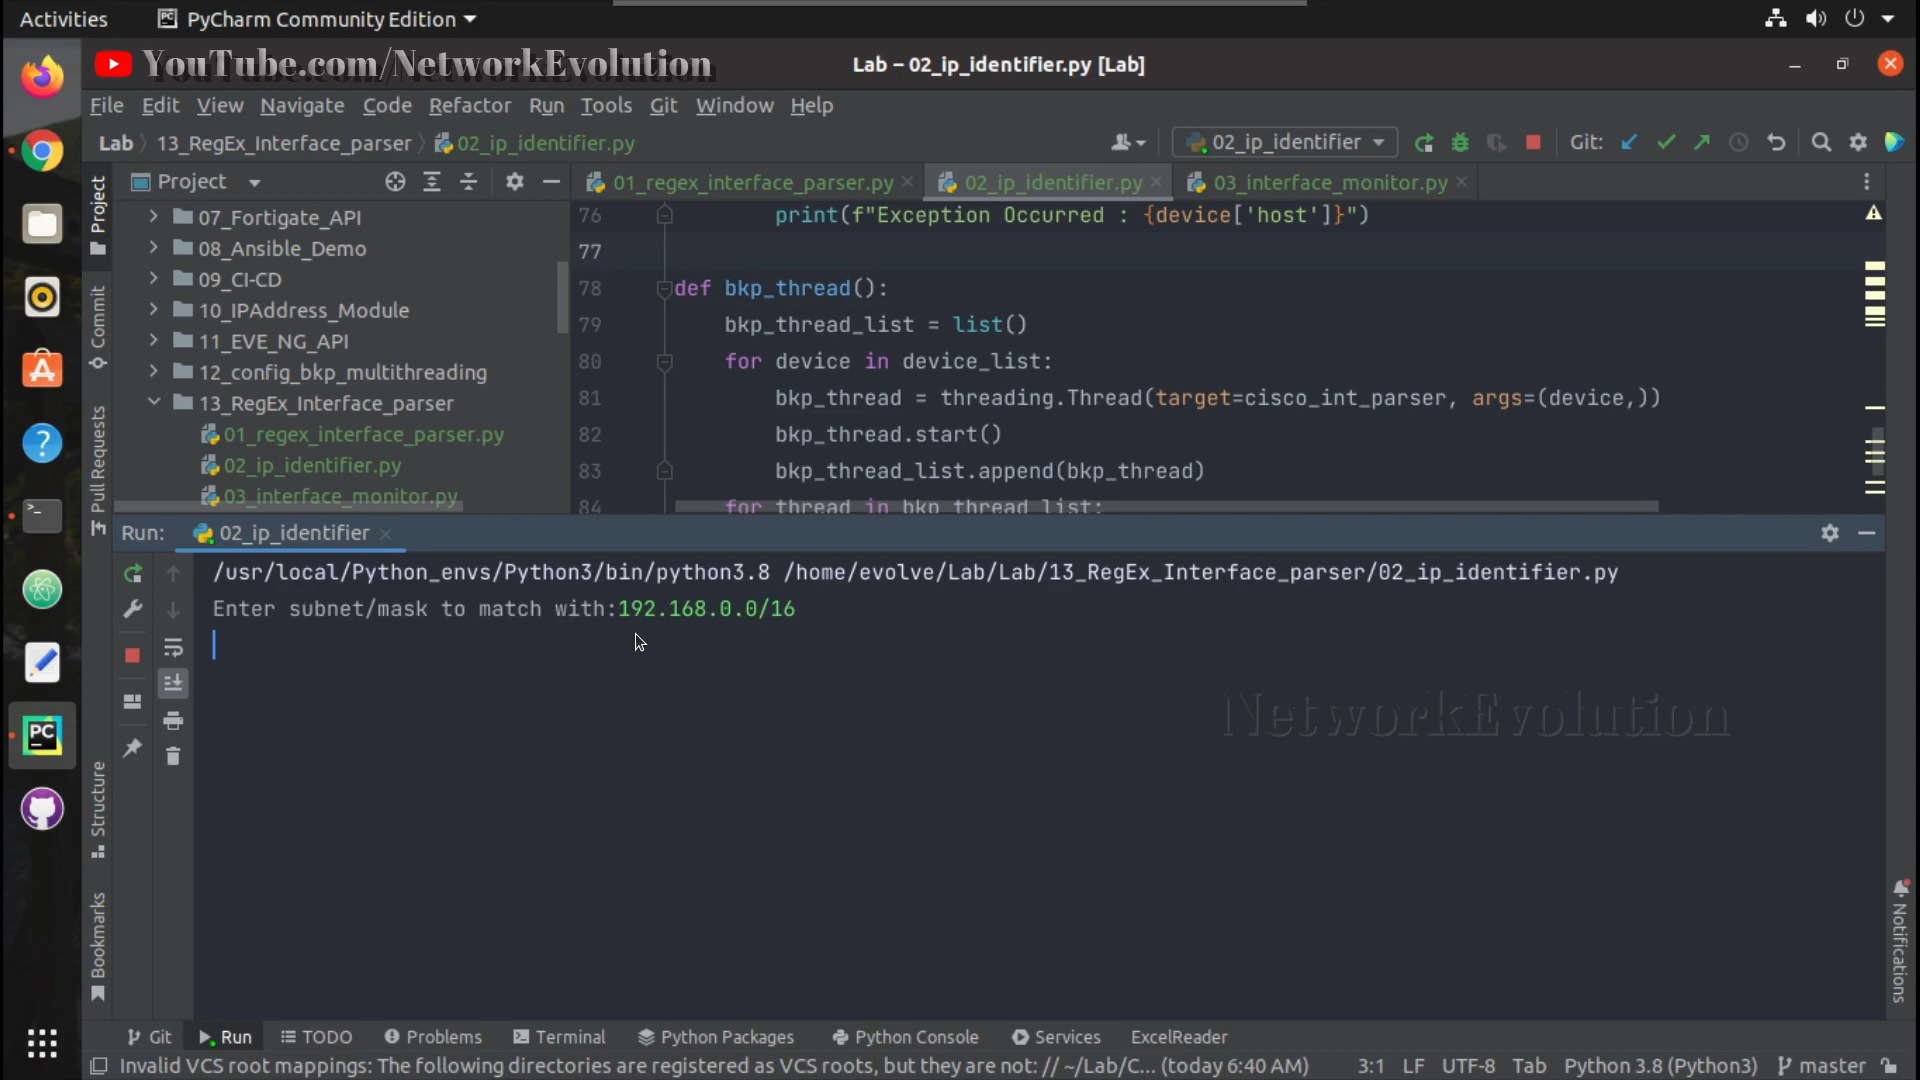 Activities
PyCharm Community Edition
YouTube.com/NetworkEvolution
Lab – 02_ip_identifier.py [Lab]
File Edit View Navigate Code Refactor Run Tools Git Window Help
Lab 13_RegEx_Interface_parser 02_ip_identifier.py
02_ip_identifier
Git:
Project
01_regex_interface_parser.py
02_ip_identifier.py
03_interface_monitor.py
07_Fortigate_API
08_Ansible_Demo
09_CI-CD
10_IPAddress_Module
11_EVE_NG_API
12_config_bkp_multithreading
13_RegEx_Interface_parser
01_regex_interface_parser.py
02_ip_identifier.py
03_interface_monitor.py
76 print(f"Exception Occurred : {device['host']}")
77
78 def bkp_thread():
79 bkp_thread_list = list()
80 for device in device_list:
81 bkp_thread = threading.Thread(target=cisco_int_parser, args=(device,))
82 bkp_thread.start()
83 bkp_thread_list.append(bkp_thread)
84 for thread in bkp_thread_list:
Project
Commit
Pull Requests
Structure
Bookmarks
Run: 02_ip_identifier
/usr/local/Python_envs/Python3/bin/python3.8 /home/evolve/Lab/Lab/13_RegEx_Interface_parser/02_ip_identifier.py
Enter subnet/mask to match with:192.168.0.0/16
NetworkEvolution
Notifications
Git Run TODO Problems Terminal Python Packages Python Console Services ExcelReader
Invalid VCS root mappings: The following directories are registered as VCS roots, but they are not: // ~/Lab/C... (today 6:40 AM) 3:1 LF UTF-8 Tab Python 3.8 (Python3) master